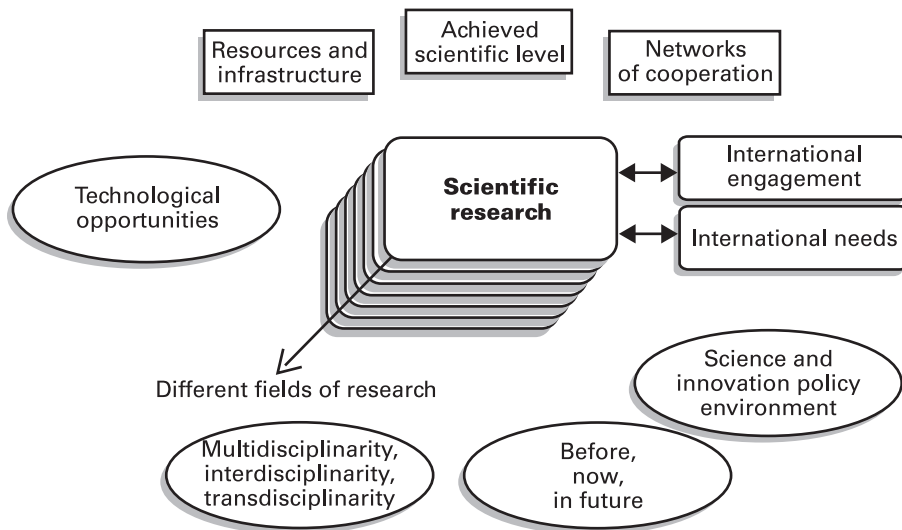 Resources and
infrastructure
Achieved
scientific level
Networks
of cooperation
Technological
opportunities
Scientific
research
International
engagement
International needs
Different fields of research
Science and
innovation policy
environment
Multidisciplinarity,
interdisciplinarity,
transdisciplinarity
Before,
now,
in future